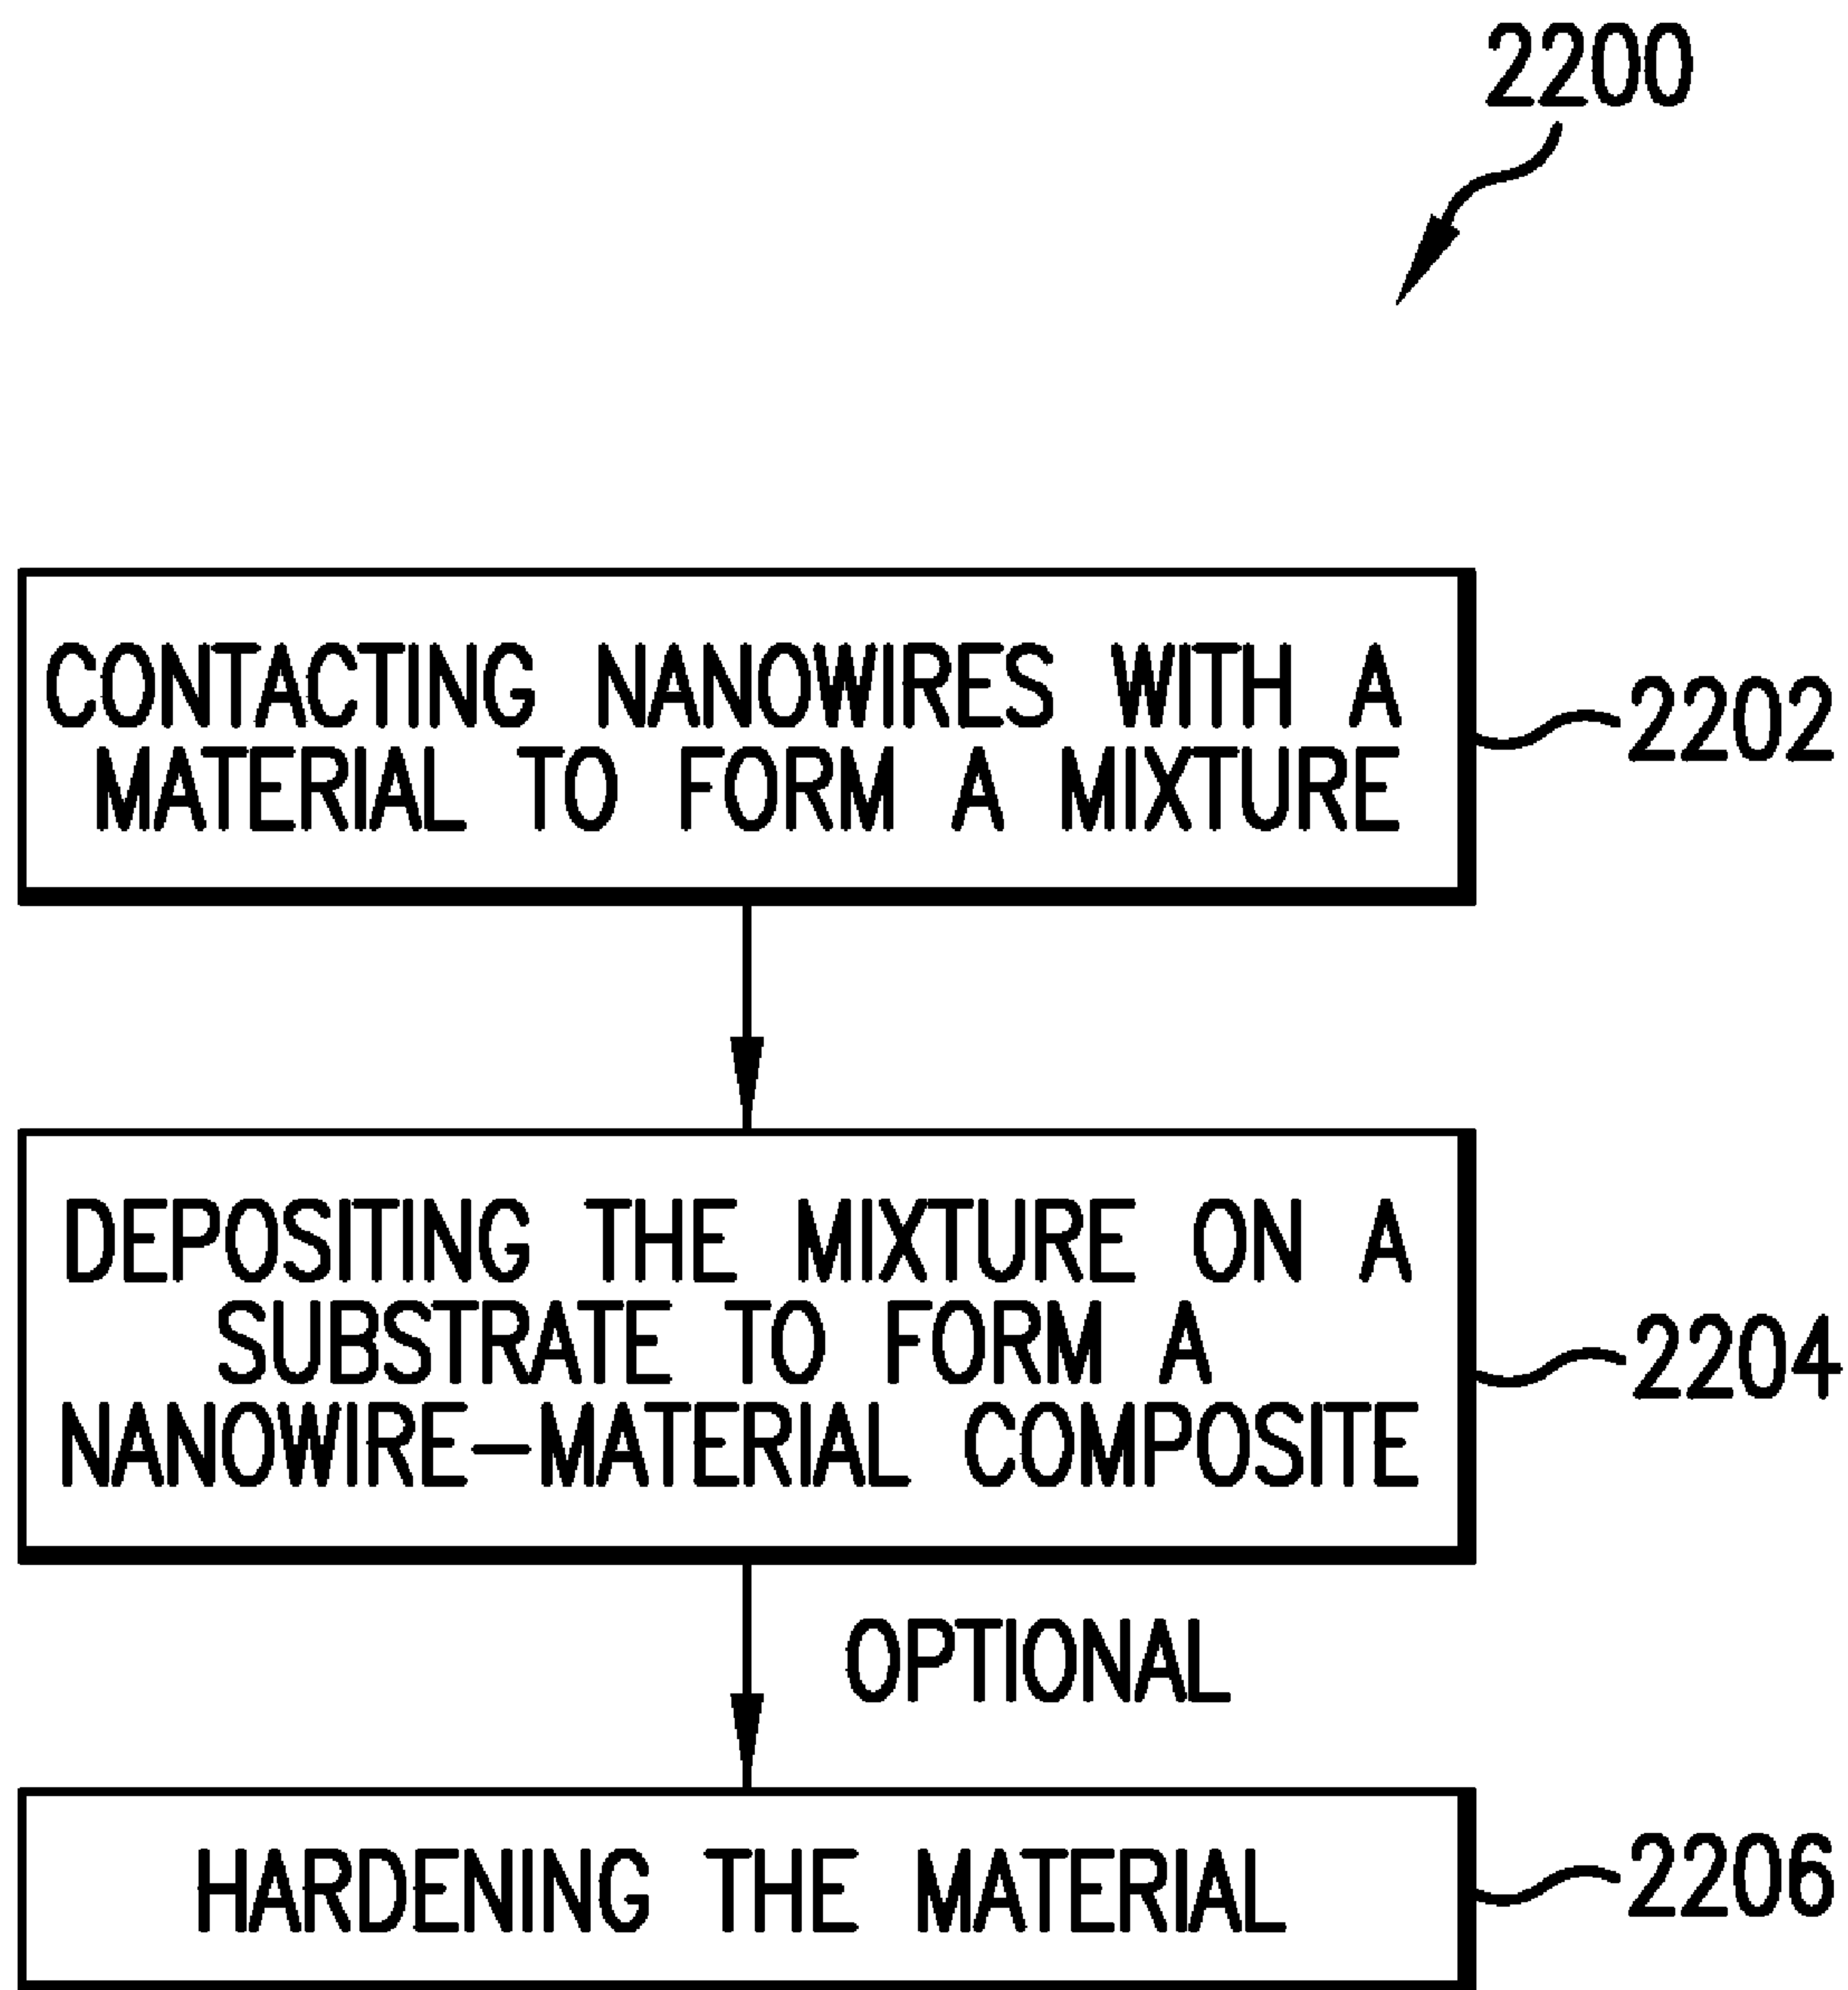 2200
CONTACTING NANOWIRES WITH A
MATERIAL TO FORM A MIXTURE
2202
DEPOSITING THE MIXTURE ON A
SUBSTRATE TO FORM A
NANOWIRE-MATERIAL COMPOSITE
2204
OPTIONAL
HARDENING THE MATERIAL
2206